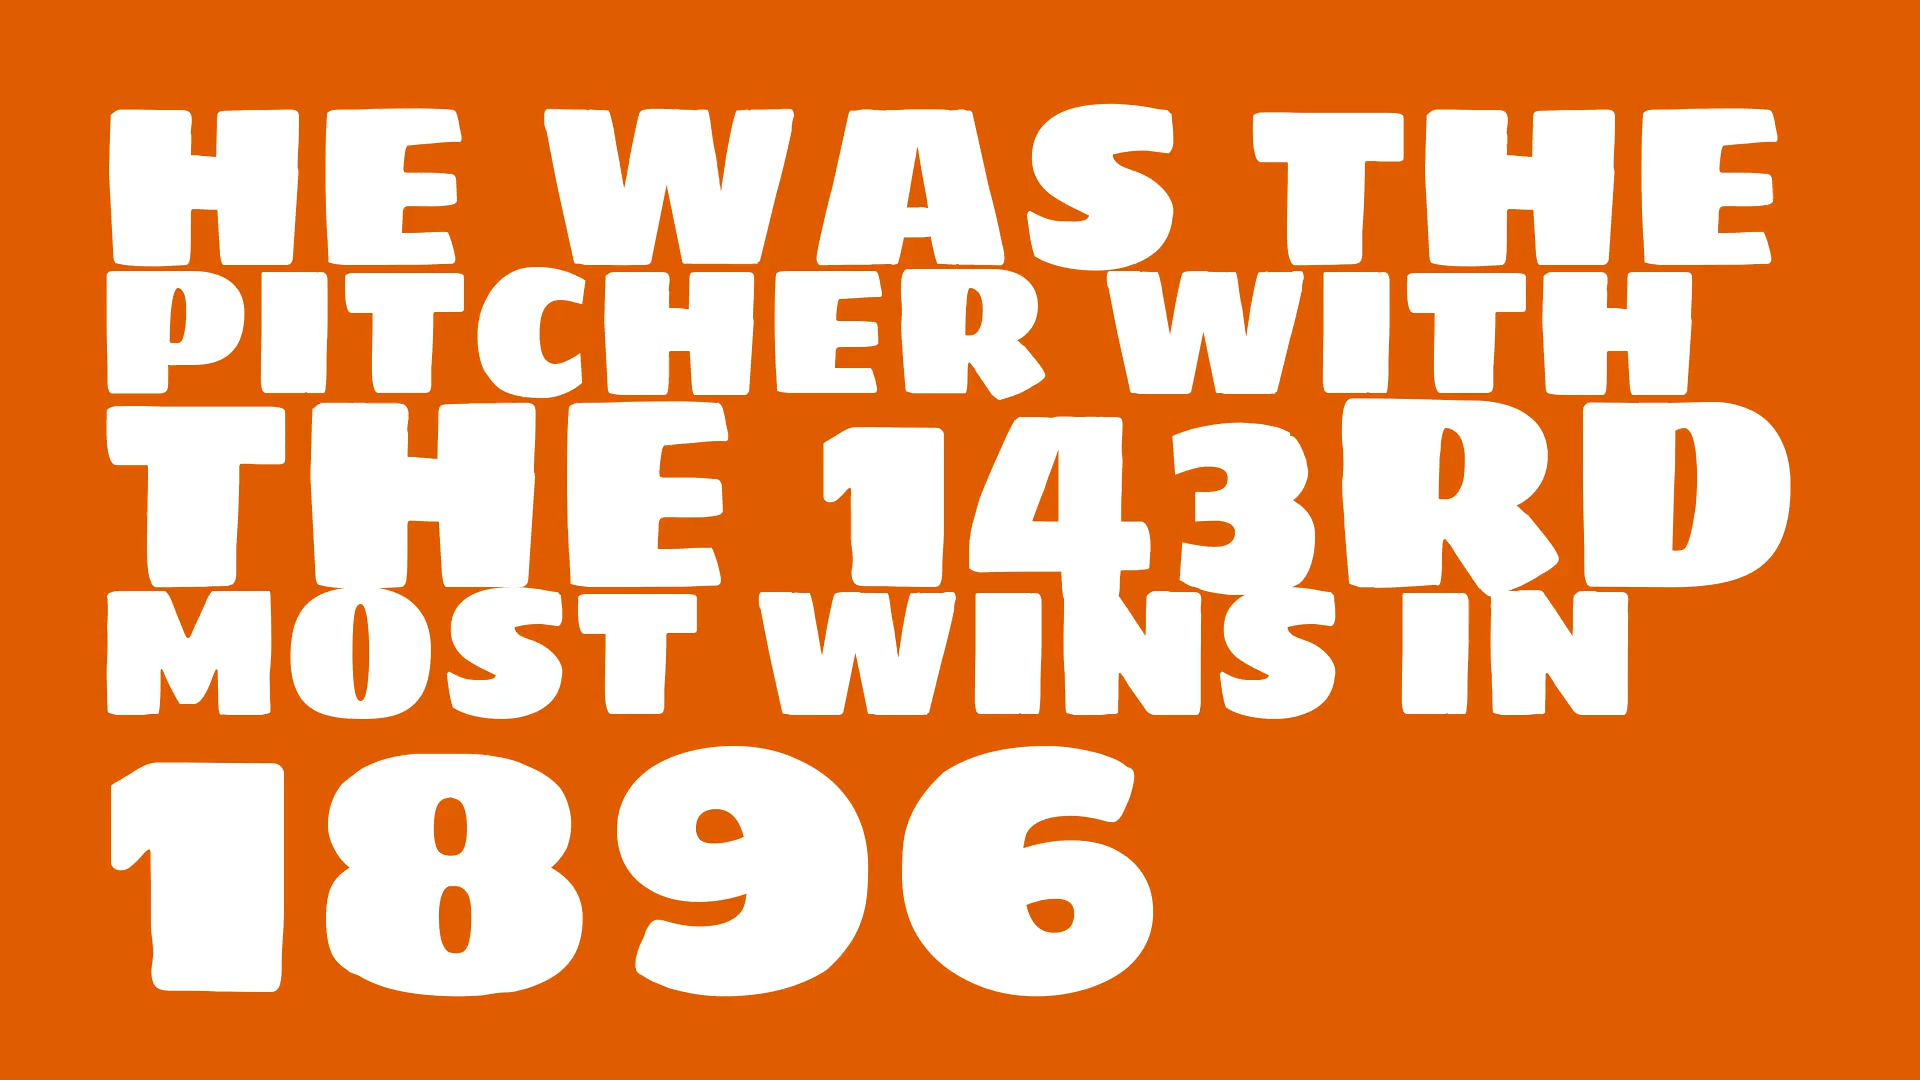 HE WAS THE
PITCHER WITH
THE 143RD
MOST WINS IN
1896